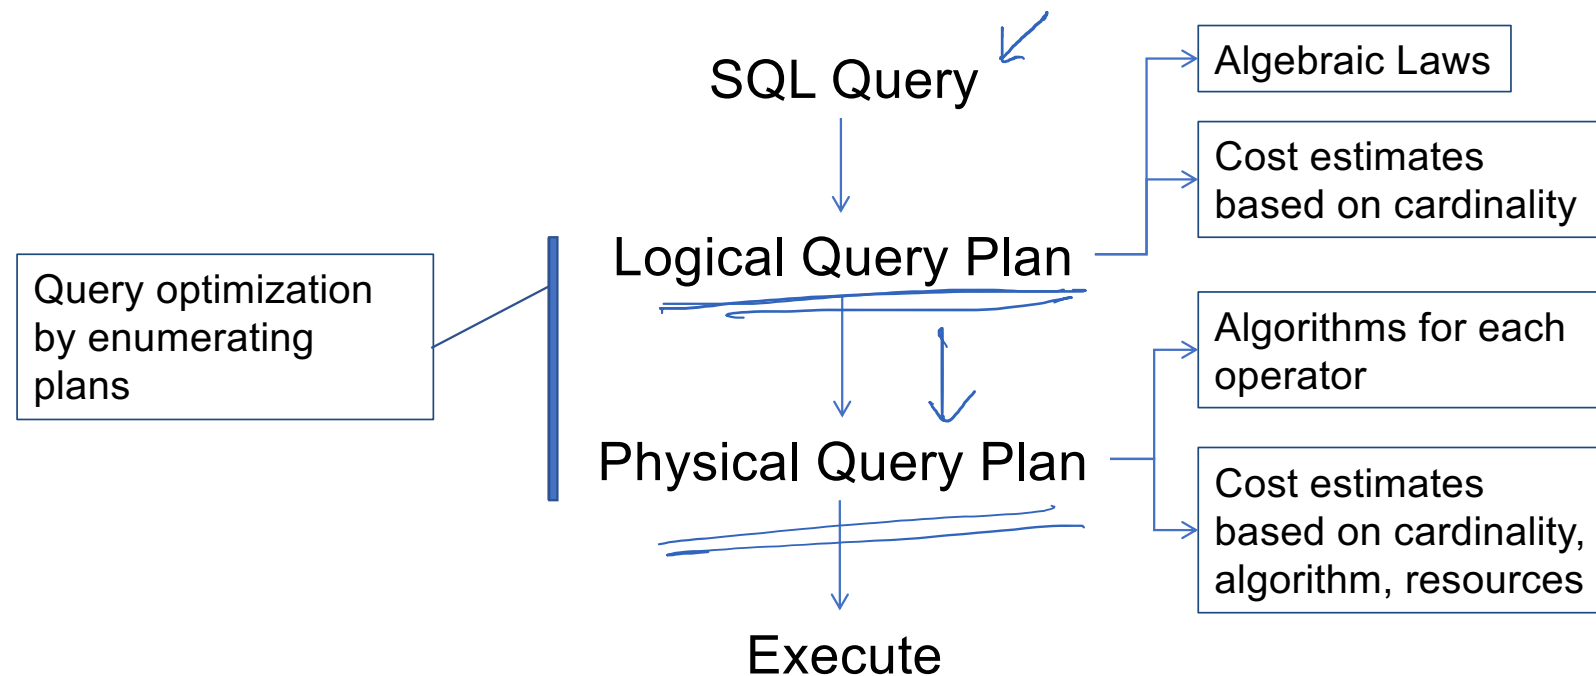 SQL Query
Algebraic Laws
Cost estimates
based on cardinality
Logical Query Plan
Query optimization
by enumerating
plans
Algorithms for each
operator
Physical Query Plan
Cost estimates
based on cardinality,
algorithm, resources
Execute